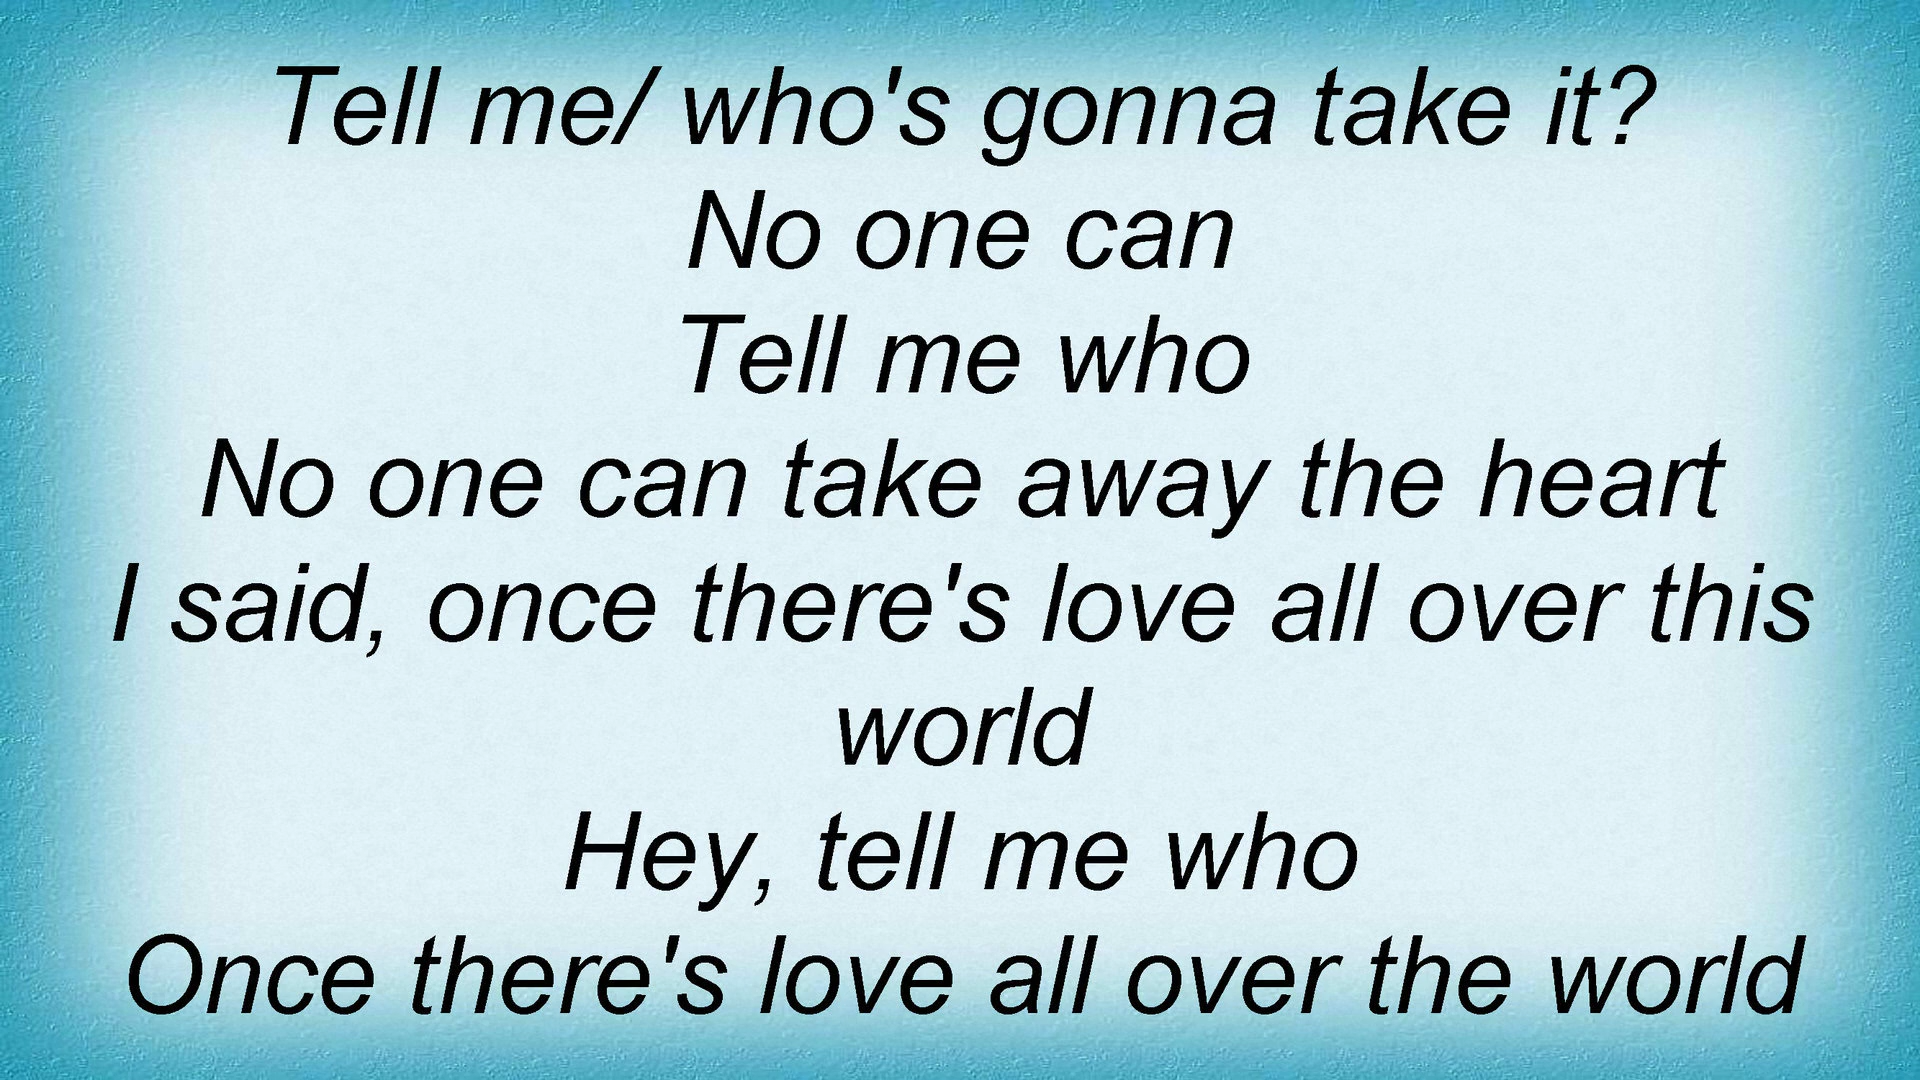 Tell me/ who's gonna take it?
No one can
Tell me who
No one can take away the heart
I said, once there's love all over this
world
Hey, tell me who
Once there's love all over the world